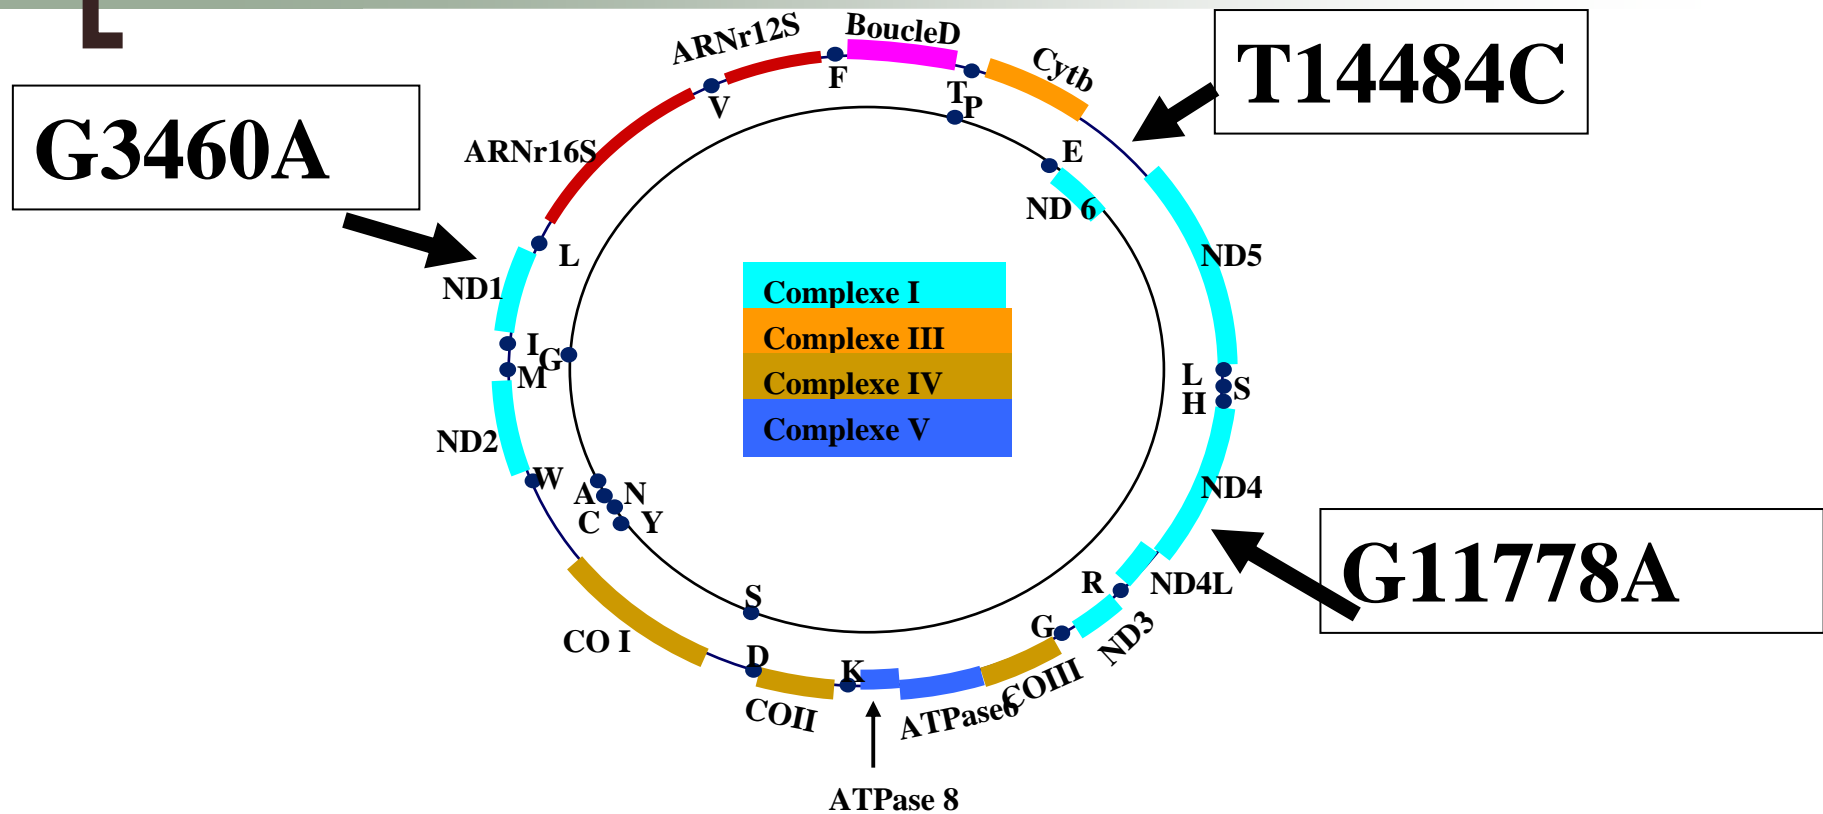 BoucleD
ARNr12S
Cytb
T14484C
F
V
T
P
G3460A
ARNr16S
E
ND 6
L
ND5
ND1
Complexe I
Complexe III
Complexe IV
Complexe V
I
G
M
L
S
H
ND2
W
ND4
A
N
C
Y
G11778A
R
ND4L
S
G
ND3
CO I
D
K
COIII
COII
ATPase6
ATPase 8